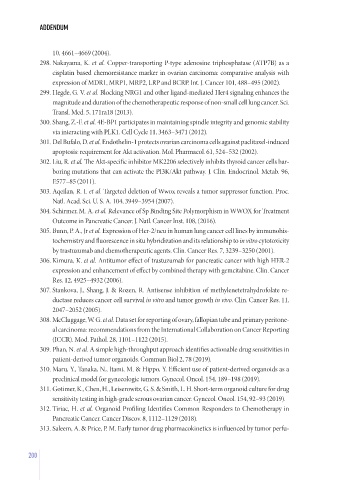 ADDENDUM
10, 4661–4669 (2004).
298. Nakayama, K. et al. Copper-transporting P-type adenosine triphosphatase (ATP7B) as a
cisplatin based chemoresistance marker in ovarian carcinoma: comparative analysis with
expression of MDR1, MRP1, MRP2, LRP and BCRP. Int. J. Cancer 101, 488–495 (2002).
299. Hegde, G. V. et al. Blocking NRG1 and other ligand-mediated Her4 signaling enhances the
magnitude and duration of the chemotherapeutic response of non-small cell lung cancer. Sci.
Transl. Med. 5, 171ra18 (2013).
300. Shang, Z.-F. et al. 4E-BP1 participates in maintaining spindle integrity and genomic stability
via interacting with PLK1. Cell Cycle 11, 3463–3471 (2012).
301. Del Bufalo, D. et al. Endothelin-1 protects ovarian carcinoma cells against paclitaxel-induced
apoptosis: requirement for Akt activation. Mol. Pharmacol. 61, 524–532 (2002).
302. Liu, R. et al. The Akt-specific inhibitor MK2206 selectively inhibits thyroid cancer cells har-
boring mutations that can activate the PI3K/Akt pathway. J. Clin. Endocrinol. Metab. 96,
E577–85 (2011).
303. Aqeilan, R. I. et al. Targeted deletion of Wwox reveals a tumor suppressor function. Proc.
Natl. Acad. Sci. U. S. A. 104, 3949–3954 (2007).
304. Schirmer, M. A. et al. Relevance of Sp Binding Site Polymorphism in WWOX for Treatment
Outcome in Pancreatic Cancer. J. Natl. Cancer Inst. 108, (2016).
305. Bunn, P. A., Jr et al. Expression of Her-2/neu in human lung cancer cell lines by immunohis-
tochemistry and fluorescence in situ hybridization and its relationship to in vitro cytotoxicity
by trastuzumab and chemotherapeutic agents. Clin. Cancer Res. 7, 3239–3250 (2001).
306. Kimura, K. et al. Antitumor effect of trastuzumab for pancreatic cancer with high HER-2
expression and enhancement of effect by combined therapy with gemcitabine. Clin. Cancer
Res. 12, 4925–4932 (2006).
307. Stankova, J., Shang, J. & Rozen, R. Antisense inhibition of methylenetetrahydrofolate re-
ductase reduces cancer cell survival in vitro and tumor growth in vivo. Clin. Cancer Res. 11,
2047–2052 (2005).
308. McCluggage, W. G. et al. Data set for reporting of ovary, fallopian tube and primary peritone-
al carcinoma: recommendations from the International Collaboration on Cancer Reporting
(ICCR). Mod. Pathol. 28, 1101–1122 (2015).
309. Phan, N. et al. A simple high-throughput approach identifies actionable drug sensitivities in
patient-derived tumor organoids. Commun Biol 2, 78 (2019).
310. Maru, Y., Tanaka, N., Itami, M. & Hippo, Y. Efficient use of patient-derived organoids as a
preclinical model for gynecologic tumors. Gynecol. Oncol. 154, 189–198 (2019).
311. Gotimer, K., Chen, H., Leiserowitz, G. S. & Smith, L. H. Short-term organoid culture for drug
sensitivity testing in high-grade serous ovarian cancer. Gynecol. Oncol. 154, 92–93 (2019).
312. Tiriac, H. et al. Organoid Profiling Identifies Common Responders to Chemotherapy in
Pancreatic Cancer. Cancer Discov. 8, 1112–1129 (2018).
313. Saleem, A. & Price, P. M. Early tumor drug pharmacokinetics is influenced by tumor perfu-
200